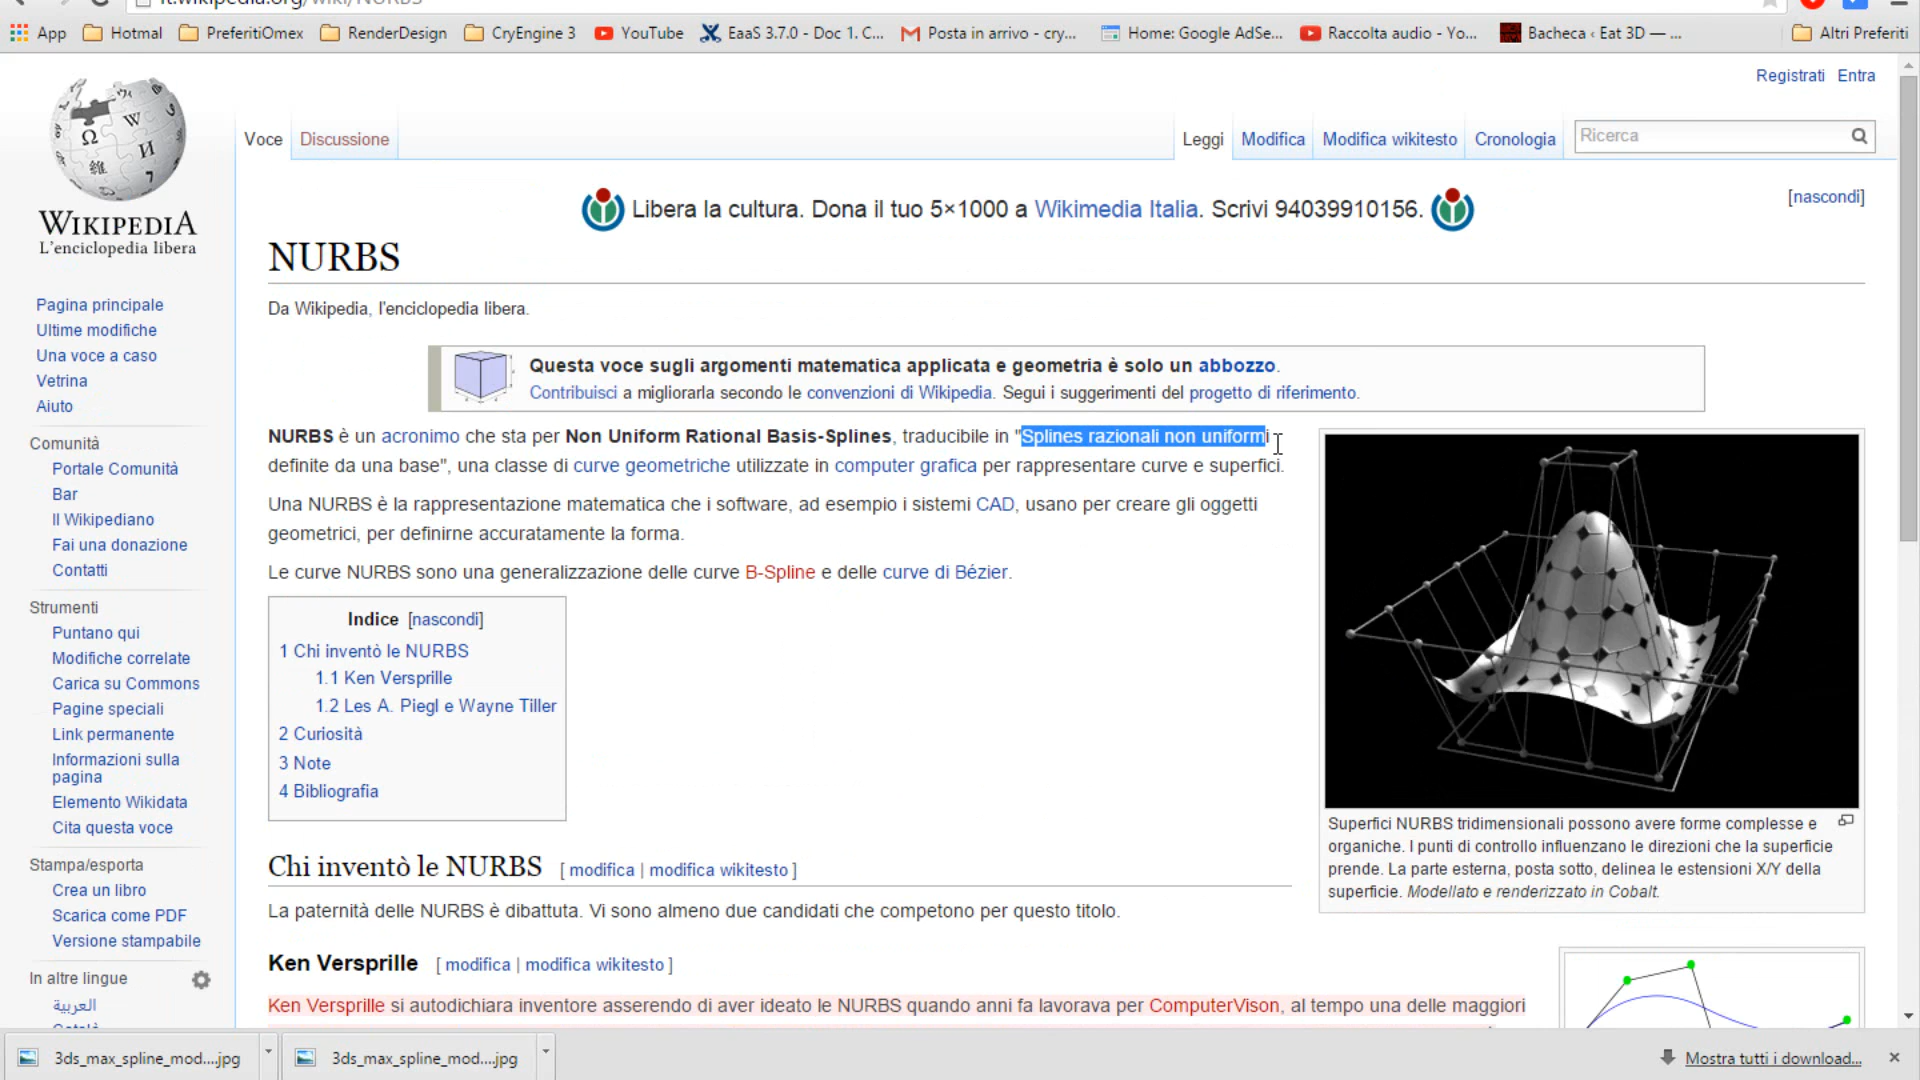 App Hotmal PreferitiOmex RenderDesign CryEngine 3 YouTube EaaS 3.7.0 - Doc 1. C... Posta in arrivo - cry... Home: Google AdSe... Raccolta audio - Yo... Bacheca ‹ Eat 3D — ... Altri Preferiti
Registrati Entra
Voce Discussione Leggi Modifica Modifica wikitesto Cronologia Ricerca
WIKIPEDIA
L'enciclopedia libera
Libera la cultura. Dona il tuo 5×1000 a Wikimedia Italia. Scrivi 94039910156.
[nascondi]
NURBS
Da Wikipedia, l'enciclopedia libera.
Questa voce sugli argomenti matematica applicata e geometria è solo un abbozzo.
Contribuisci a migliorarla secondo le convenzioni di Wikipedia. Segui i suggerimenti del progetto di riferimento.
NURBS è un acronimo che sta per Non Uniform Rational Basis-Splines, traducibile in "Splines razionali non uniformi
definite da una base", una classe di curve geometriche utilizzate in computer grafica per rappresentare curve e superfici.
Una NURBS è la rappresentazione matematica che i software, ad esempio i sistemi CAD, usano per creare gli oggetti
geometrici, per definirne accuratamente la forma.
Le curve NURBS sono una generalizzazione delle curve B-Spline e delle curve di Bézier.
Indice [nascondi]
1 Chi inventò le NURBS
1.1 Ken Versprille
1.2 Les A. Piegl e Wayne Tiller
2 Curiosità
3 Note
4 Bibliografia
Superfici NURBS tridimensionali possono avere forme complesse e
organiche. I punti di controllo influenzano le direzioni che la superficie
prende. La parte esterna, posta sotto, delinea le estensioni X/Y della
superficie. Modellato e renderizzato in Cobalt.
Chi inventò le NURBS [ modifica | modifica wikitesto ]
La paternità delle NURBS è dibattuta. Vi sono almeno due candidati che competono per questo titolo.
Ken Versprille [ modifica | modifica wikitesto ]
Ken Versprille si autodichiara inventore asserendo di aver ideato le NURBS quando anni fa lavorava per ComputerVison, al tempo una delle maggiori
Pagina principale
Ultime modifiche
Una voce a caso
Vetrina
Aiuto
Comunità
Portale Comunità
Bar
Il Wikipediano
Fai una donazione
Contatti
Strumenti
Puntano qui
Modifiche correlate
Carica su Commons
Pagine speciali
Link permanente
Informazioni sulla
pagina
Elemento Wikidata
Cita questa voce
Stampa/esporta
Crea un libro
Scarica come PDF
Versione stampabile
In altre lingue
العربية
3ds_max_spline_mod....jpg 3ds_max_spline_mod....jpg Mostra tutti i download...